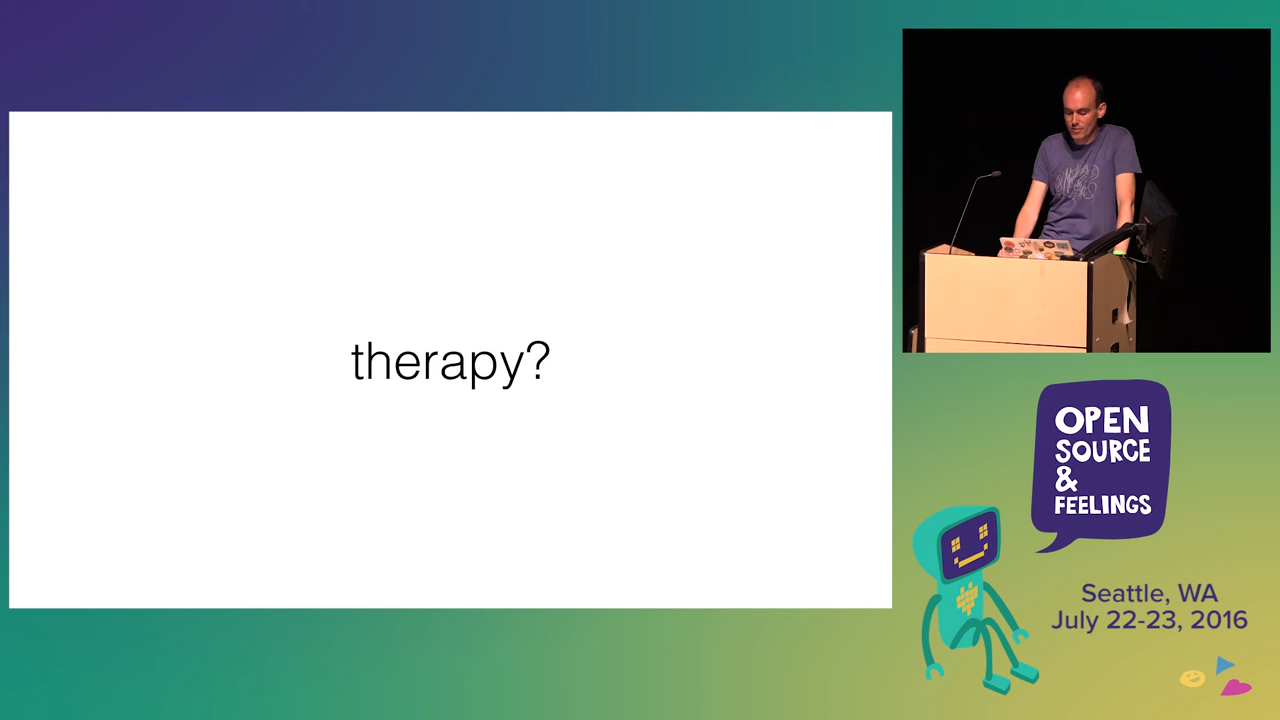 therapy?
OPEN
SOURCE
&
FEELINGS
Seattle, WA
July 22-23, 2016